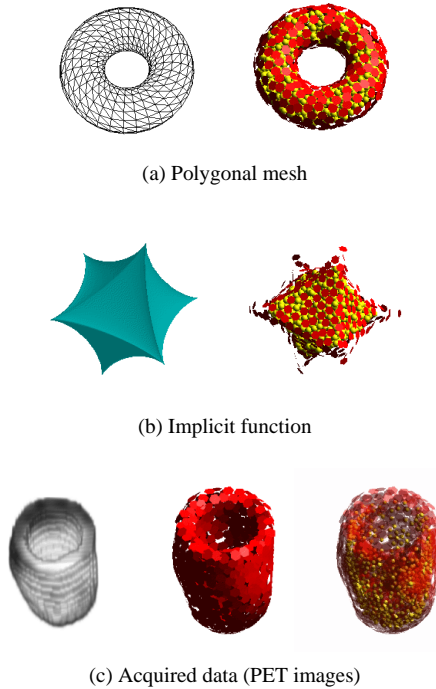 (a) Polygonal mesh
(b) Implicit function
(c) Acquired data (PET images)